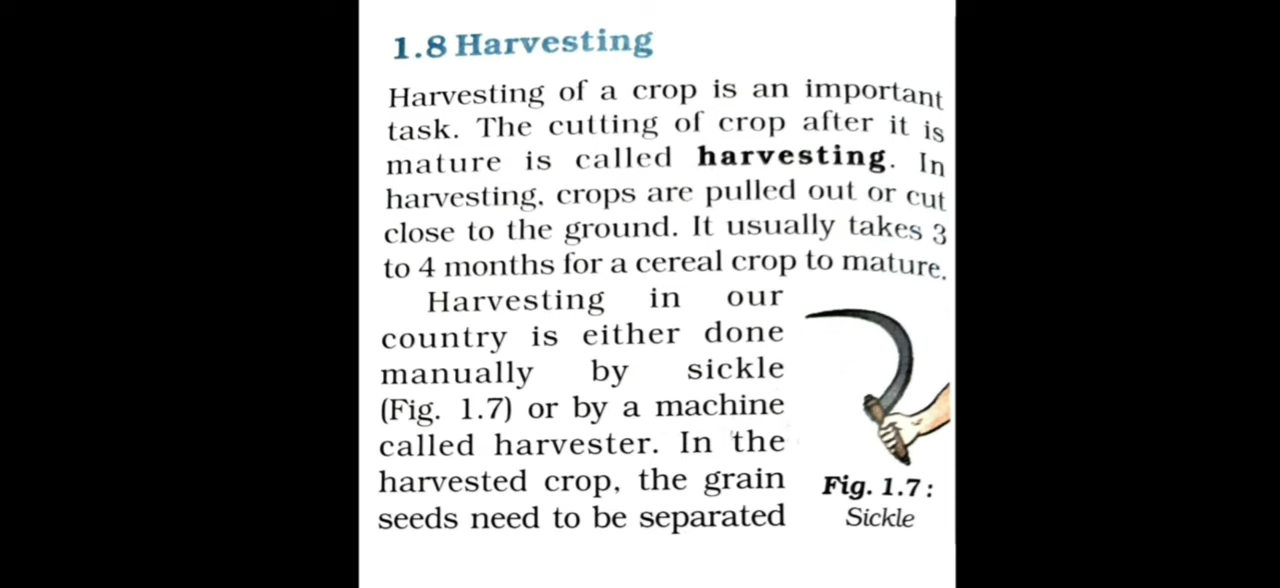 1.8 Harvesting
Harvesting of a crop is an important
task. The cutting of crop after it is
mature is called harvesting. In
harvesting, crops are pulled out or cut
close to the ground. It usually takes 3
to 4 months for a cereal crop to mature.
Harvesting in our
country is either done
manually by sickle
(Fig. 1.7) or by a machine
called harvester. In the
harvested crop, the grain
seeds need to be separated
Fig. 1.7:
Sickle